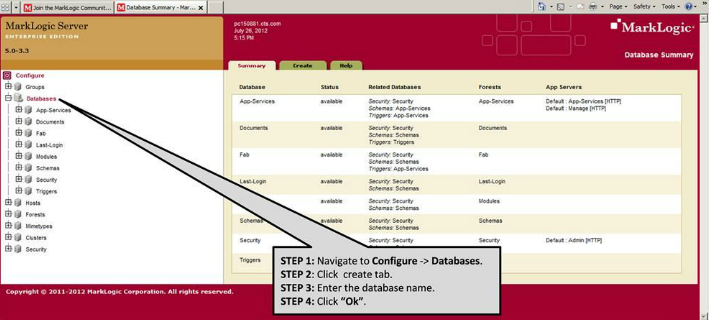 Join the MarkLogic Communit...
Database Summary - Mar...
Page
Safety
Tools
MarkLogic Server
ENTERPRISE EDITION
5.0-3.3
pc150881.cts.com
July 26, 2012
5:15 PM
MarkLogic
Database Summary
Summary Create Help
Configure
Groups
Databases
App-Services
Documents
Fab
Last-Login
Modules
Schemas
Security
Triggers
Hosts
Forests
Mimetypes
Clusters
Security
Database Status Related Databases Forests App Servers
App-Services available Security: Security App-Services Default : App-Services [HTTP]
Schemas: App-Services Default : Manage [HTTP]
Triggers: App-Services
Documents available Security: Security Documents
Schemas: Schemas
Triggers: Triggers
Fab available Security: Security Fab
Schemas: Schemas
Triggers: App-Services
Last-Login available Security: Security Last-Login
Schemas: Schemas
available Security: Security Modules
Schemas: Schemas
Schemas available Security: Security Schemas
Schemas: Schemas
Security available Security: Security Security Default : Admin [HTTP]
Triggers
STEP 1: Navigate to Configure -> Databases.
STEP 2: Click create tab.
STEP 3: Enter the database name.
STEP 4: Click “Ok”.
Copyright © 2011-2012 MarkLogic Corporation. All rights reserved.